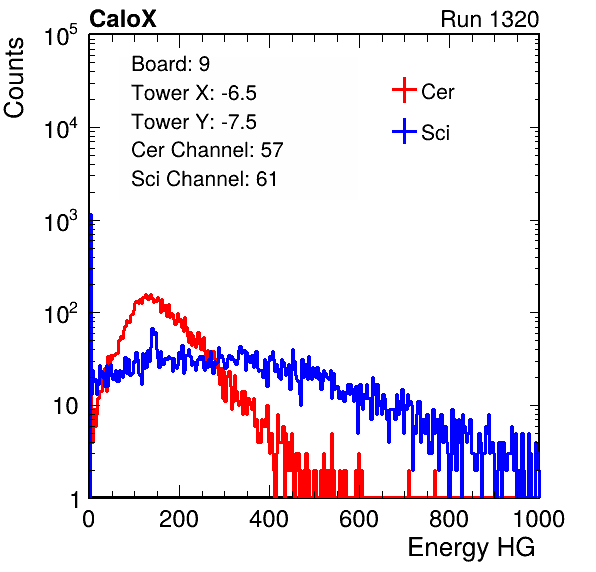 CaloX Run 1320
Counts
Board: 9
Tower X: -6.5
Tower Y: -7.5
Cer Channel: 57
Sci Channel: 61
Cer
Sci
10^5
10^4
10^3
10^2
10
1
0 200 400 600 800 1000
Energy HG